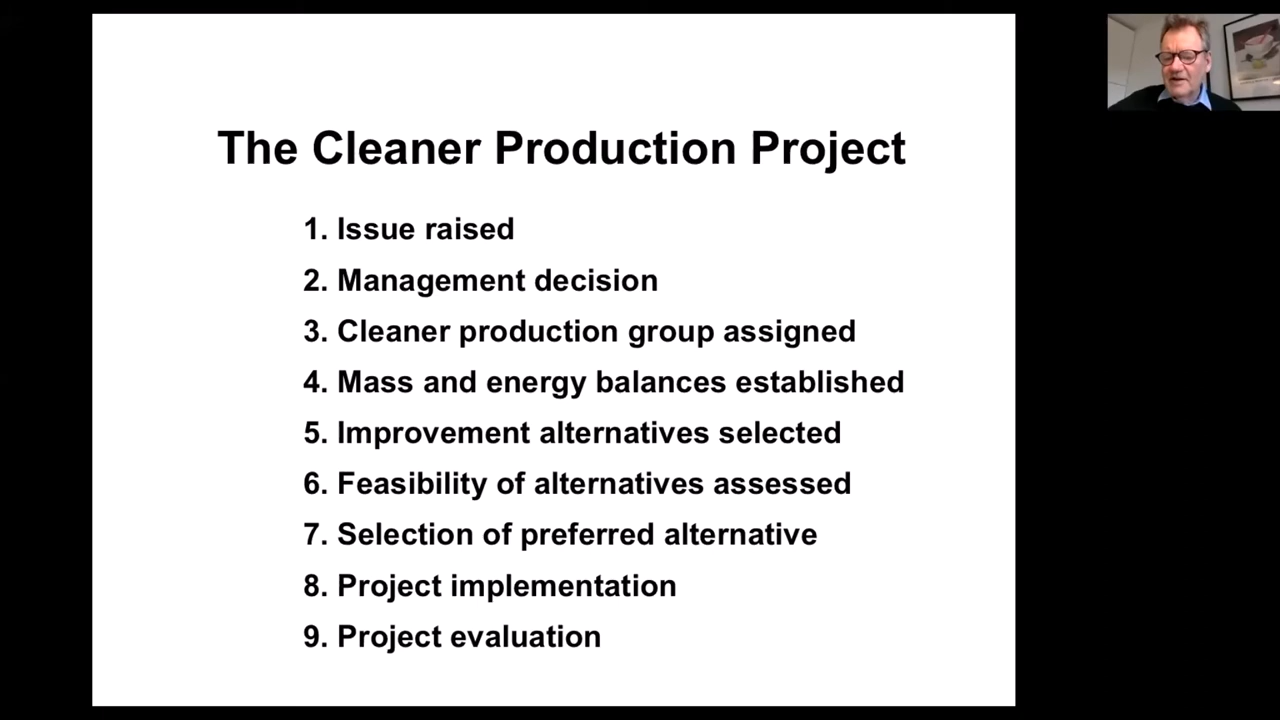 The Cleaner Production Project
1. Issue raised
2. Management decision
3. Cleaner production group assigned
4. Mass and energy balances established
5. Improvement alternatives selected
6. Feasibility of alternatives assessed
7. Selection of preferred alternative
8. Project implementation
9. Project evaluation